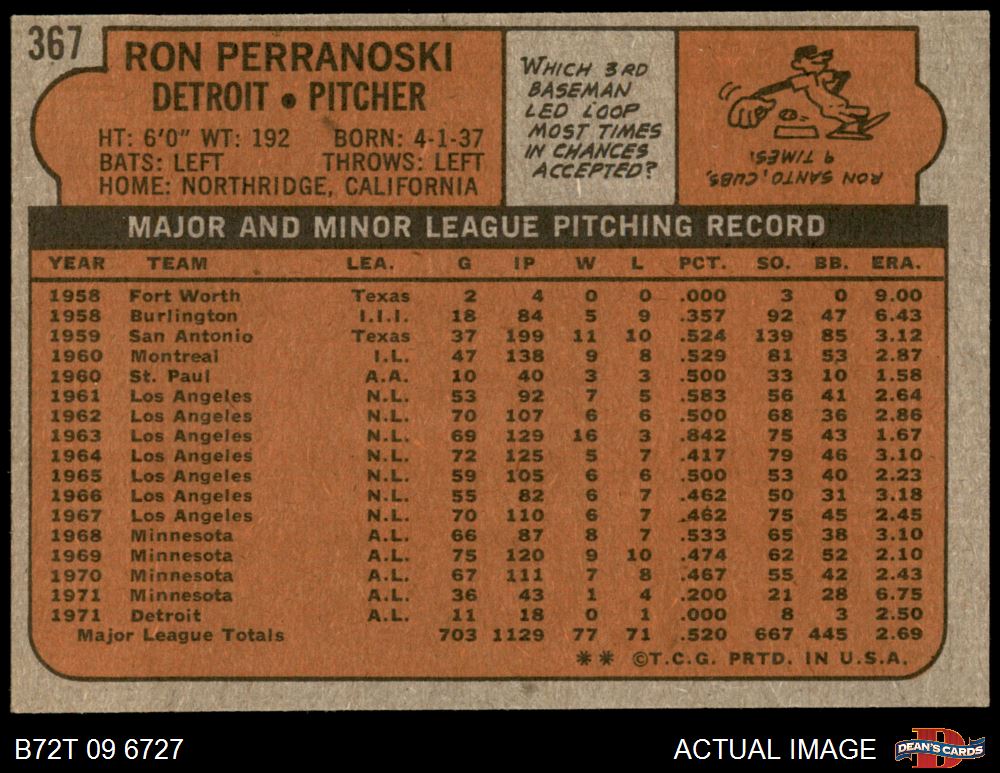 367
RON PERRANOSKI
DETROIT • PITCHER
HT: 6'0" WT: 192 BORN: 4-1-37
BATS: LEFT THROWS: LEFT
HOME: NORTHRIDGE, CALIFORNIA
WHICH 3RD
BASEMAN
LED LOOP
MOST TIMES
IN CHANCES
ACCEPTED?
RON SANTO, CUBS,
9 TIMES.
MAJOR AND MINOR LEAGUE PITCHING RECORD
YEAR TEAM LEA. G IP W L PCT. SO. BB. ERA.
1958 Fort Worth Texas 2 4 0 0 .000 3 0 9.00
1958 Burlington I.I.I. 18 84 5 9 .357 92 47 6.43
1959 San Antonio Texas 37 199 11 10 .524 139 85 3.12
1960 Montreal I.L. 47 138 9 8 .529 81 53 2.87
1960 St. Paul A.A. 10 40 3 3 .500 33 10 1.58
1961 Los Angeles N.L. 53 92 7 5 .583 56 41 2.64
1962 Los Angeles N.L. 70 107 6 6 .500 68 36 2.86
1963 Los Angeles N.L. 69 129 16 3 .842 75 43 1.67
1964 Los Angeles N.L. 72 125 5 7 .417 79 46 3.10
1965 Los Angeles N.L. 59 105 6 6 .500 53 40 2.23
1966 Los Angeles N.L. 55 82 6 7 .462 50 31 3.18
1967 Los Angeles N.L. 70 110 6 7 .462 75 45 2.45
1968 Minnesota A.L. 66 87 8 7 .533 65 38 3.10
1969 Minnesota A.L. 75 120 9 10 .474 62 52 2.10
1970 Minnesota A.L. 67 111 7 8 .467 55 42 2.43
1971 Minnesota A.L. 36 43 1 4 .200 21 28 6.75
1971 Detroit A.L. 11 18 0 1 .000 8 3 2.50
Major League Totals 703 1129 77 71 .520 667 445 2.69
** ©T.C.G. PRTD. IN U.S.A.
B72T 09 6727
ACTUAL IMAGE
D
DEAN'S CARDS